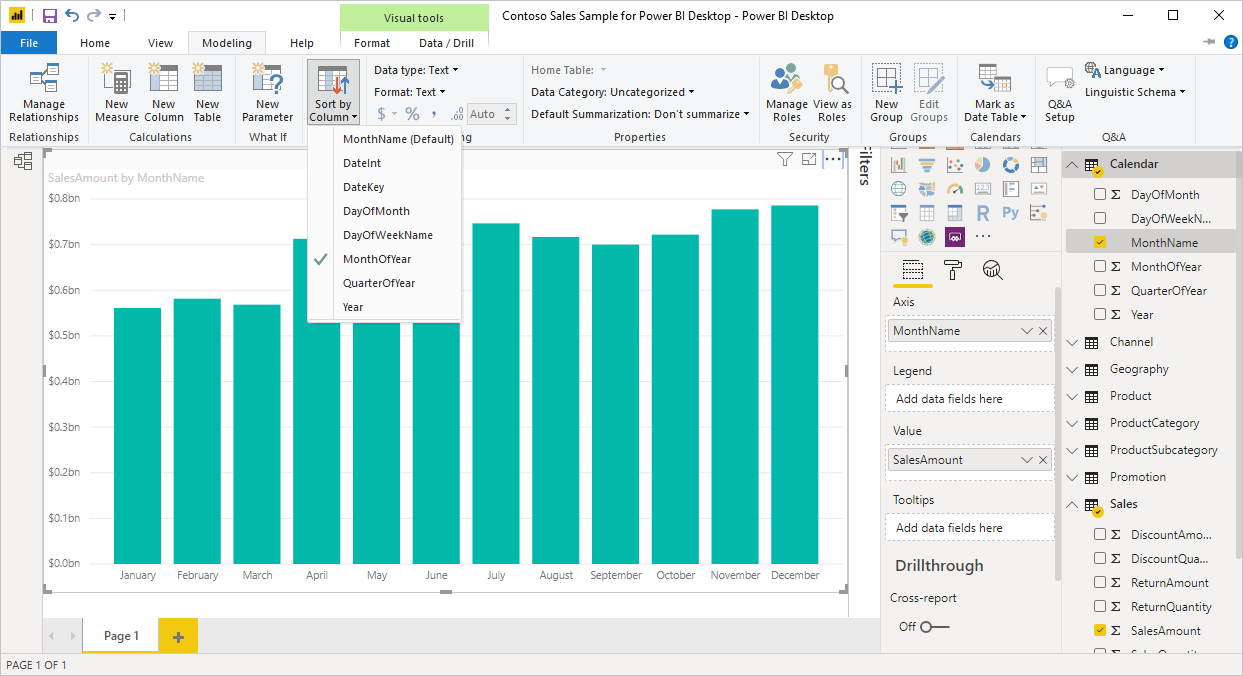 Visual tools
Contoso Sales Sample for Power BI Desktop - Power BI Desktop
File
Home
View
Modeling
Help
Format
Data / Drill
Manage
Relationships
Relationships
New
Measure
New
Column
New
Table
Calculations
New
Parameter
What If
Sort by
Column
Data type: Text
Format: Text
$
%
,
.00
Auto
Home Table:
Data Category: Uncategorized
Default Summarization: Don't summarize
Properties
Manage
Roles
View as
Roles
Security
New
Group
Edit
Groups
Groups
Mark as
Date Table
Calendars
Q&A
Setup
Language
Linguistic Schema
Q&A
MonthName (Default)
DateInt
DateKey
DayOfMonth
DayOfWeekName
MonthOfYear
QuarterOfYear
Year
SalesAmount by MonthName
$0.8bn
$0.7bn
$0.6bn
$0.5bn
$0.4bn
$0.3bn
$0.2bn
$0.1bn
$0.0bn
January
February
March
April
May
June
July
August
September
October
November
December
Filters
123
R
Py
Axis
MonthName
Legend
Add data fields here
Value
SalesAmount
Tooltips
Add data fields here
Drillthrough
Cross-report
Off
Calendar
Σ DayOfMonth
DayOfWeekN...
MonthName
Σ MonthOfYear
Σ QuarterOfYear
Σ Year
Channel
Geography
Product
ProductCategory
ProductSubcategory
Promotion
Sales
Σ DiscountAmo...
Σ DiscountQua...
Σ ReturnAmount
Σ ReturnQuantity
Σ SalesAmount
Page 1
PAGE 1 OF 1